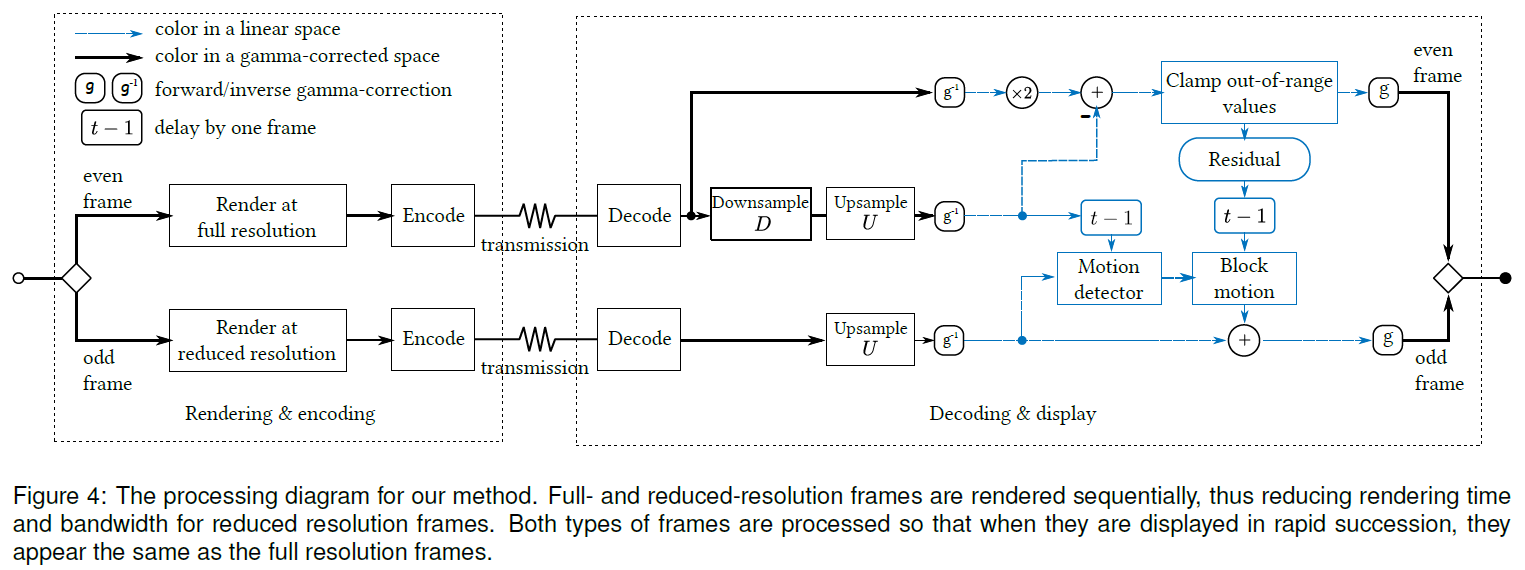 color in a linear space
color in a gamma-corrected space
g g⁻¹ forward/inverse gamma-correction
t − 1 delay by one frame
even
frame
Render at
full resolution
Encode
transmission
Decode
Downsample
D
Upsample
U
g⁻¹
g⁻¹
×2
+
-
Clamp out-of-range
values
g
even
frame
Residual
t − 1
t − 1
Motion
detector
Block
motion
odd
frame
Render at
reduced resolution
Encode
transmission
Decode
Upsample
U
g⁻¹
+
g
odd
frame
Rendering & encoding
Decoding & display
Figure 4: The processing diagram for our method. Full- and reduced-resolution frames are rendered sequentially, thus reducing rendering time
and bandwidth for reduced resolution frames. Both types of frames are processed so that when they are displayed in rapid succession, they
appear the same as the full resolution frames.